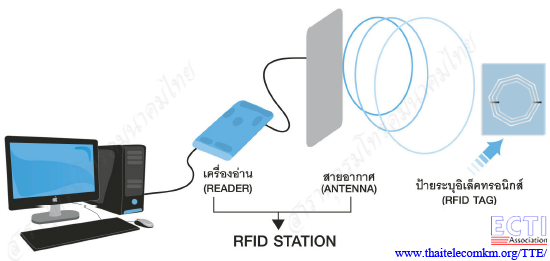 เครื่องอ่าน
(READER)
สายอากาศ
(ANTENNA)
ป้ายระบุอิเล็คทรอนิกส์
(RFID TAG)
RFID STATION
ECTI
Association
www.thaitelecomkm.org/TTE/